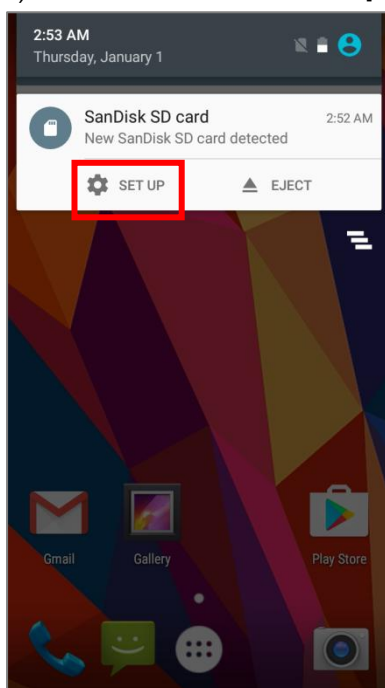 2:53 AM
Thursday, January 1
SanDisk SD card 2:52 AM
New SanDisk SD card detected
SET UP EJECT
Gmail Gallery Play Store